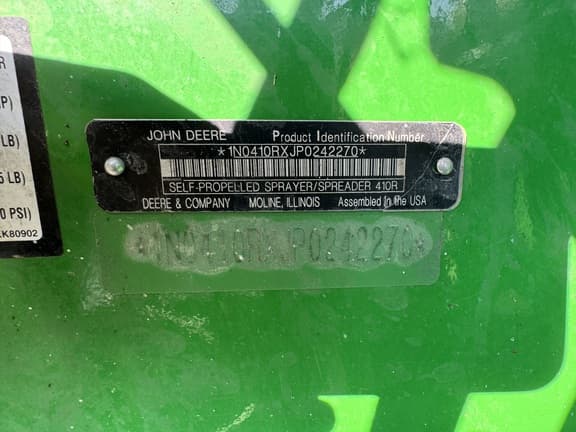 R
P)
LB)
5 LB)
0 PSI)
KK80902
JOHN DEERE Product Identification Number
*1N0410RXJP0242270*
SELF-PROPELLED SPRAYER/SPREADER 410R
DEERE & COMPANY MOLINE, ILLINOIS Assembled In the USA
*1N0410RXJP0242270*